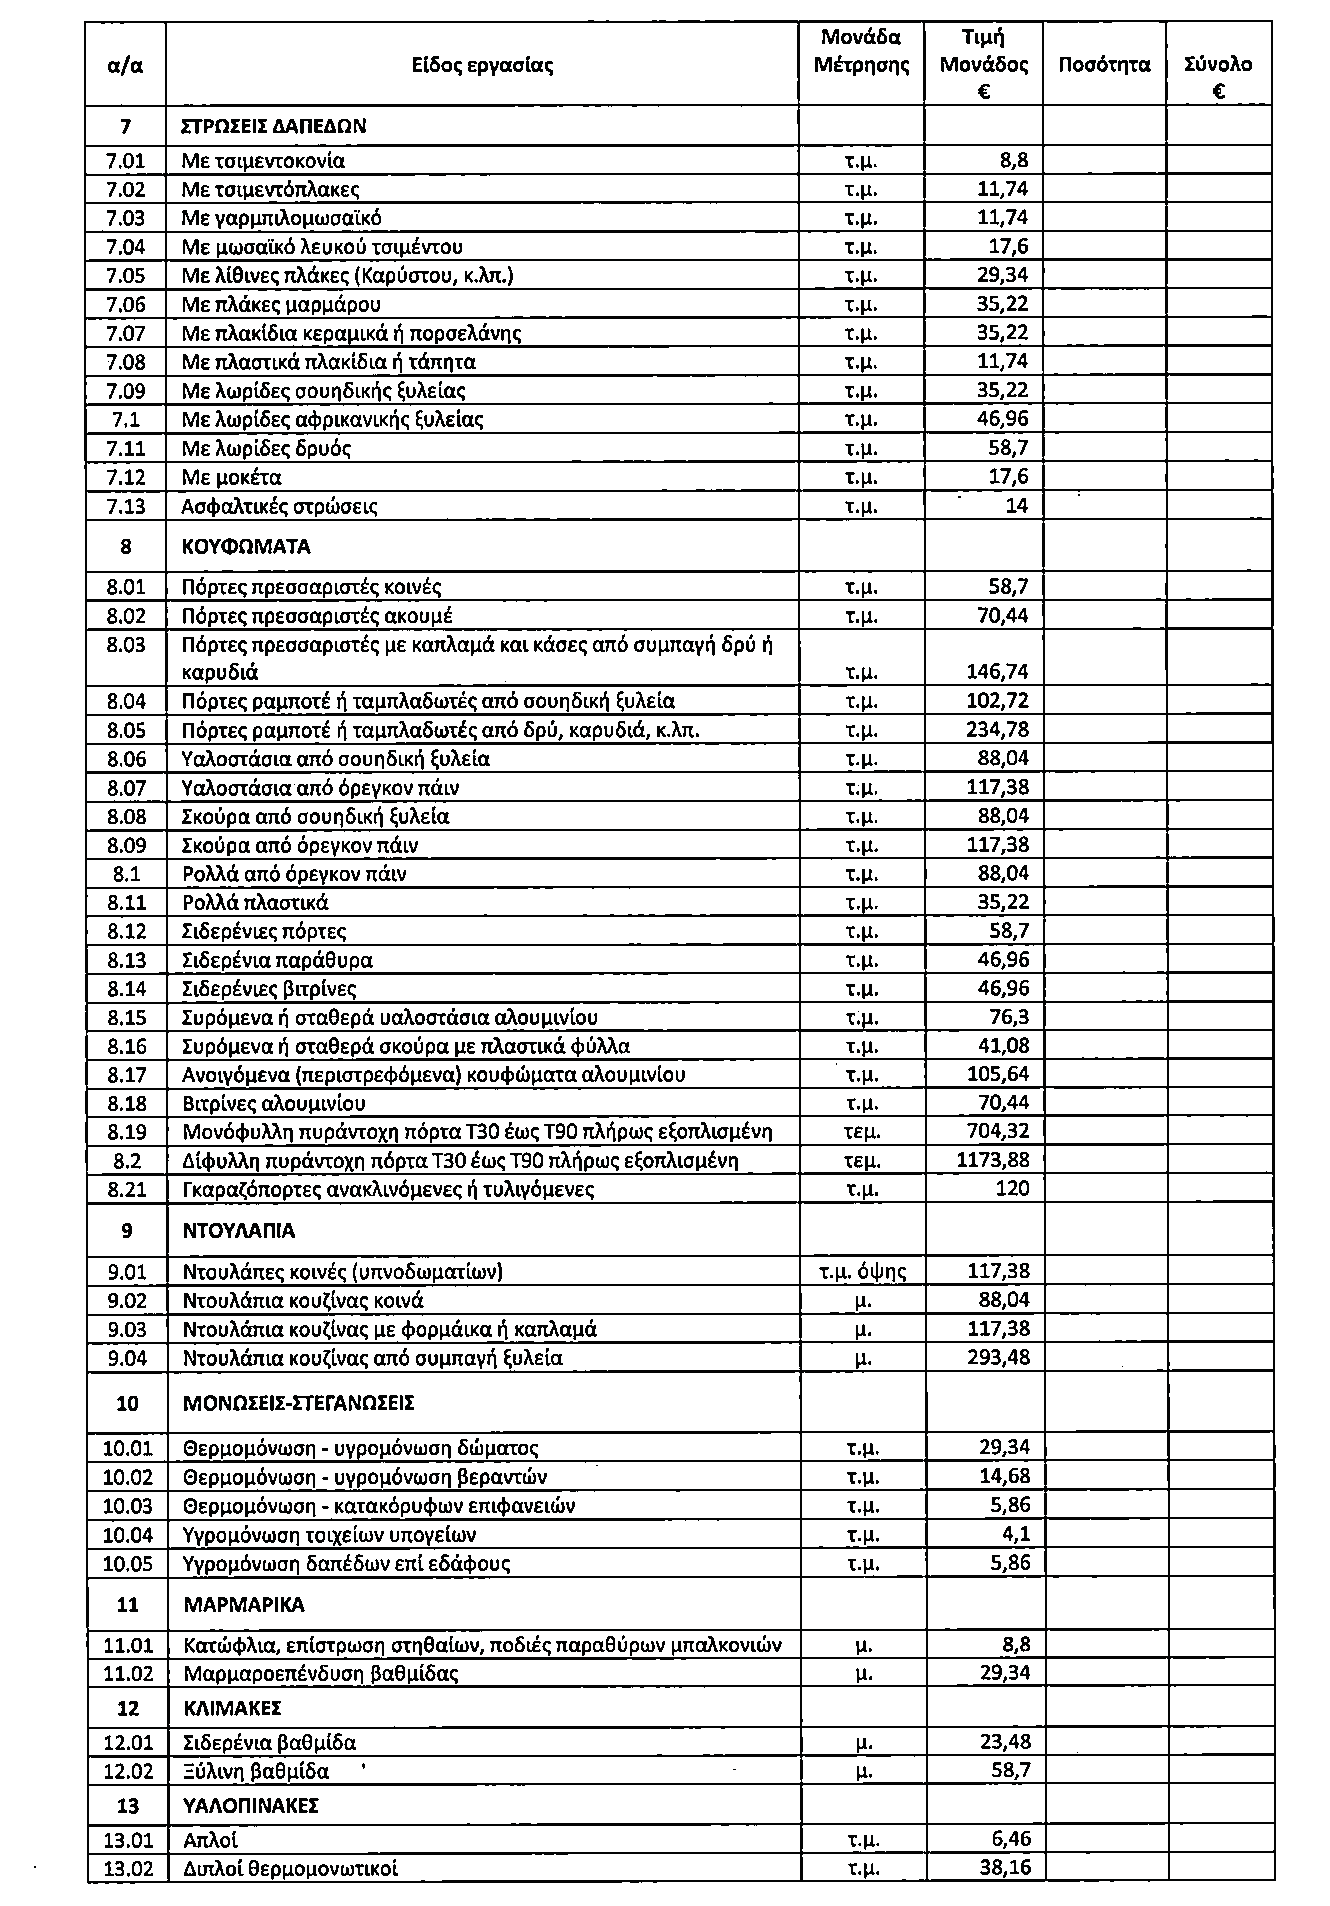 α/α Είδος εργασίας Μονάδα Μέτρησης Τιμή Μονάδος € Ποσότητα Σύνολο €
7 ΣΤΡΩΣΕΙΣ ΔΑΠΕΔΩΝ
7.01 Με τσιμεντοκονία τ.μ. 8,8
7.02 Με τσιμεντόπλακες τ.μ. 11,74
7.03 Με γαρμπιλομωσαϊκό τ.μ. 11,74
7.04 Με μωσαϊκό λευκού τσιμέντου τ.μ. 17,6
7.05 Με λίθινες πλάκες (Καρύστου, κ.λπ.) τ.μ. 29,34
7.06 Με πλάκες μαρμάρου τ.μ. 35,22
7.07 Με πλακίδια κεραμικά ή πορσελάνης τ.μ. 35,22
7.08 Με πλαστικά πλακίδια ή τάπητα τ.μ. 11,74
7.09 Με λωρίδες σουηδικής ξυλείας τ.μ. 35,22
7.1 Με λωρίδες αφρικανικής ξυλείας τ.μ. 46,96
7.11 Με λωρίδες δρυός τ.μ. 58,7
7.12 Με μοκέτα τ.μ. 17,6
7.13 Ασφαλτικές στρώσεις τ.μ. 14
8 ΚΟΥΦΩΜΑΤΑ
8.01 Πόρτες πρεσσαριστές κοινές τ.μ. 58,7
8.02 Πόρτες πρεσσαριστές ακουμέ τ.μ. 70,44
8.03 Πόρτες πρεσσαριστές με καπλαμά και κάσες από συμπαγή δρύ ή
καρυδιά τ.μ. 146,74
8.04 Πόρτες ραμποτέ ή ταμπλαδωτές από σουηδική ξυλεία τ.μ. 102,72
8.05 Πόρτες ραμποτέ ή ταμπλαδωτές από δρύ, καρυδιά, κ.λπ. τ.μ. 234,78
8.06 Υαλοστάσια από σουηδική ξυλεία τ.μ. 88,04
8.07 Υαλοστάσια από όρεγκον πάιν τ.μ. 117,38
8.08 Σκούρα από σουηδική ξυλεία τ.μ. 88,04
8.09 Σκούρα από όρεγκον πάιν τ.μ. 117,38
8.1 Ρολλά από όρεγκον πάιν τ.μ. 88,04
8.11 Ρολλά πλαστικά τ.μ. 35,22
8.12 Σιδερένιες πόρτες τ.μ. 58,7
8.13 Σιδερένια παράθυρα τ.μ. 46,96
8.14 Σιδερένιες βιτρίνες τ.μ. 46,96
8.15 Συρόμενα ή σταθερά υαλοστάσια αλουμινίου τ.μ. 76,3
8.16 Συρόμενα ή σταθερά σκούρα με πλαστικά φύλλα τ.μ. 41,08
8.17 Ανοιγόμενα (περιστρεφόμενα) κουφώματα αλουμινίου τ.μ. 105,64
8.18 Βιτρίνες αλουμινίου τ.μ. 70,44
8.19 Μονόφυλλη πυράντοχη πόρτα Τ30 έως Τ90 πλήρως εξοπλισμένη τεμ. 704,32
8.2 Δίφυλλη πυράντοχη πόρτα Τ30 έως Τ90 πλήρως εξοπλισμένη τεμ. 1173,88
8.21 Γκαραζόπορτες ανακλινόμενες ή τυλιγόμενες τ.μ. 120
9 ΝΤΟΥΛΑΠΙΑ
9.01 Ντουλάπες κοινές (υπνοδωματίων) τ.μ. όψης 117,38
9.02 Ντουλάπια κουζίνας κοινά μ. 88,04
9.03 Ντουλάπια κουζίνας με φορμάικα ή καπλαμά μ. 117,38
9.04 Ντουλάπια κουζίνας από συμπαγή ξυλεία μ. 293,48
10 ΜΟΝΩΣΕΙΣ-ΣΤΕΓΑΝΩΣΕΙΣ
10.01 Θερμομόνωση - υγρομόνωση δώματος τ.μ. 29,34
10.02 Θερμομόνωση - υγρομόνωση βεραντών τ.μ. 14,68
10.03 Θερμομόνωση - κατακόρυφων επιφανειών τ.μ. 5,86
10.04 Υγρομόνωση τοιχείων υπογείων τ.μ. 4,1
10.05 Υγρομόνωση δαπέδων επί εδάφους τ.μ. 5,86
11 ΜΑΡΜΑΡΙΚΑ
11.01 Κατώφλια, επίστρωση στηθαίων, ποδιές παραθύρων μπαλκονιών μ. 8,8
11.02 Μαρμαροεπένδυση βαθμίδας μ. 29,34
12 ΚΛΙΜΑΚΕΣ
12.01 Σιδερένια βαθμίδα μ. 23,48
12.02 Ξύλινη βαθμίδα μ. 58,7
13 ΥΑΛΟΠΙΝΑΚΕΣ
13.01 Απλοί τ.μ. 6,46
13.02 Διπλοί θερμομονωτικοί τ.μ. 38,16